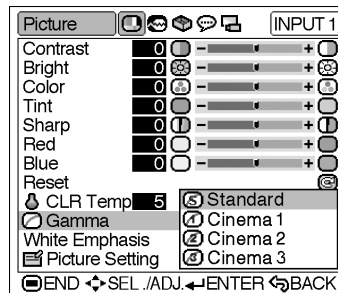 Picture INPUT 1
Contrast 0 - +
Bright 0 - +
Color 0 - +
Tint 0 - +
Sharp 0 - +
Red 0 - +
Blue 0 - +
Reset
CLR Temp 5 Standard
Gamma Cinema 1
White Emphasis Cinema 2
Picture Setting Cinema 3
END SEL ./ADJ. ENTER BACK